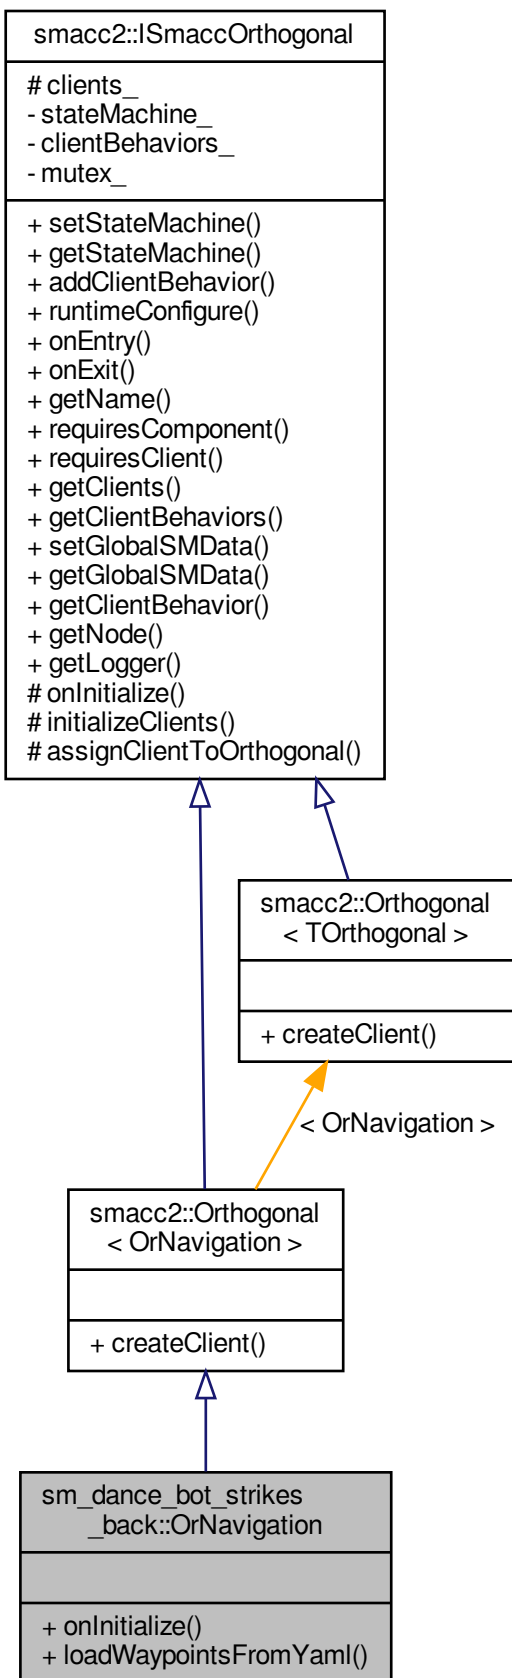 smacc2::ISmaccOrthogonal
# clients_
- stateMachine_
- clientBehaviors_
- mutex_
+ setStateMachine()
+ getStateMachine()
+ addClientBehavior()
+ runtimeConfigure()
+ onEntry()
+ onExit()
+ getName()
+ requiresComponent()
+ requiresClient()
+ getClients()
+ getClientBehaviors()
+ setGlobalSMData()
+ getGlobalSMData()
+ getClientBehavior()
+ getNode()
+ getLogger()
# onInitialize()
# initializeClients()
# assignClientToOrthogonal()
smacc2::Orthogonal
< TOrthogonal >
+ createClient()
< OrNavigation >
smacc2::Orthogonal
< OrNavigation >
+ createClient()
sm_dance_bot_strikes
_back::OrNavigation
+ onInitialize()
+ loadWaypointsFromYaml()